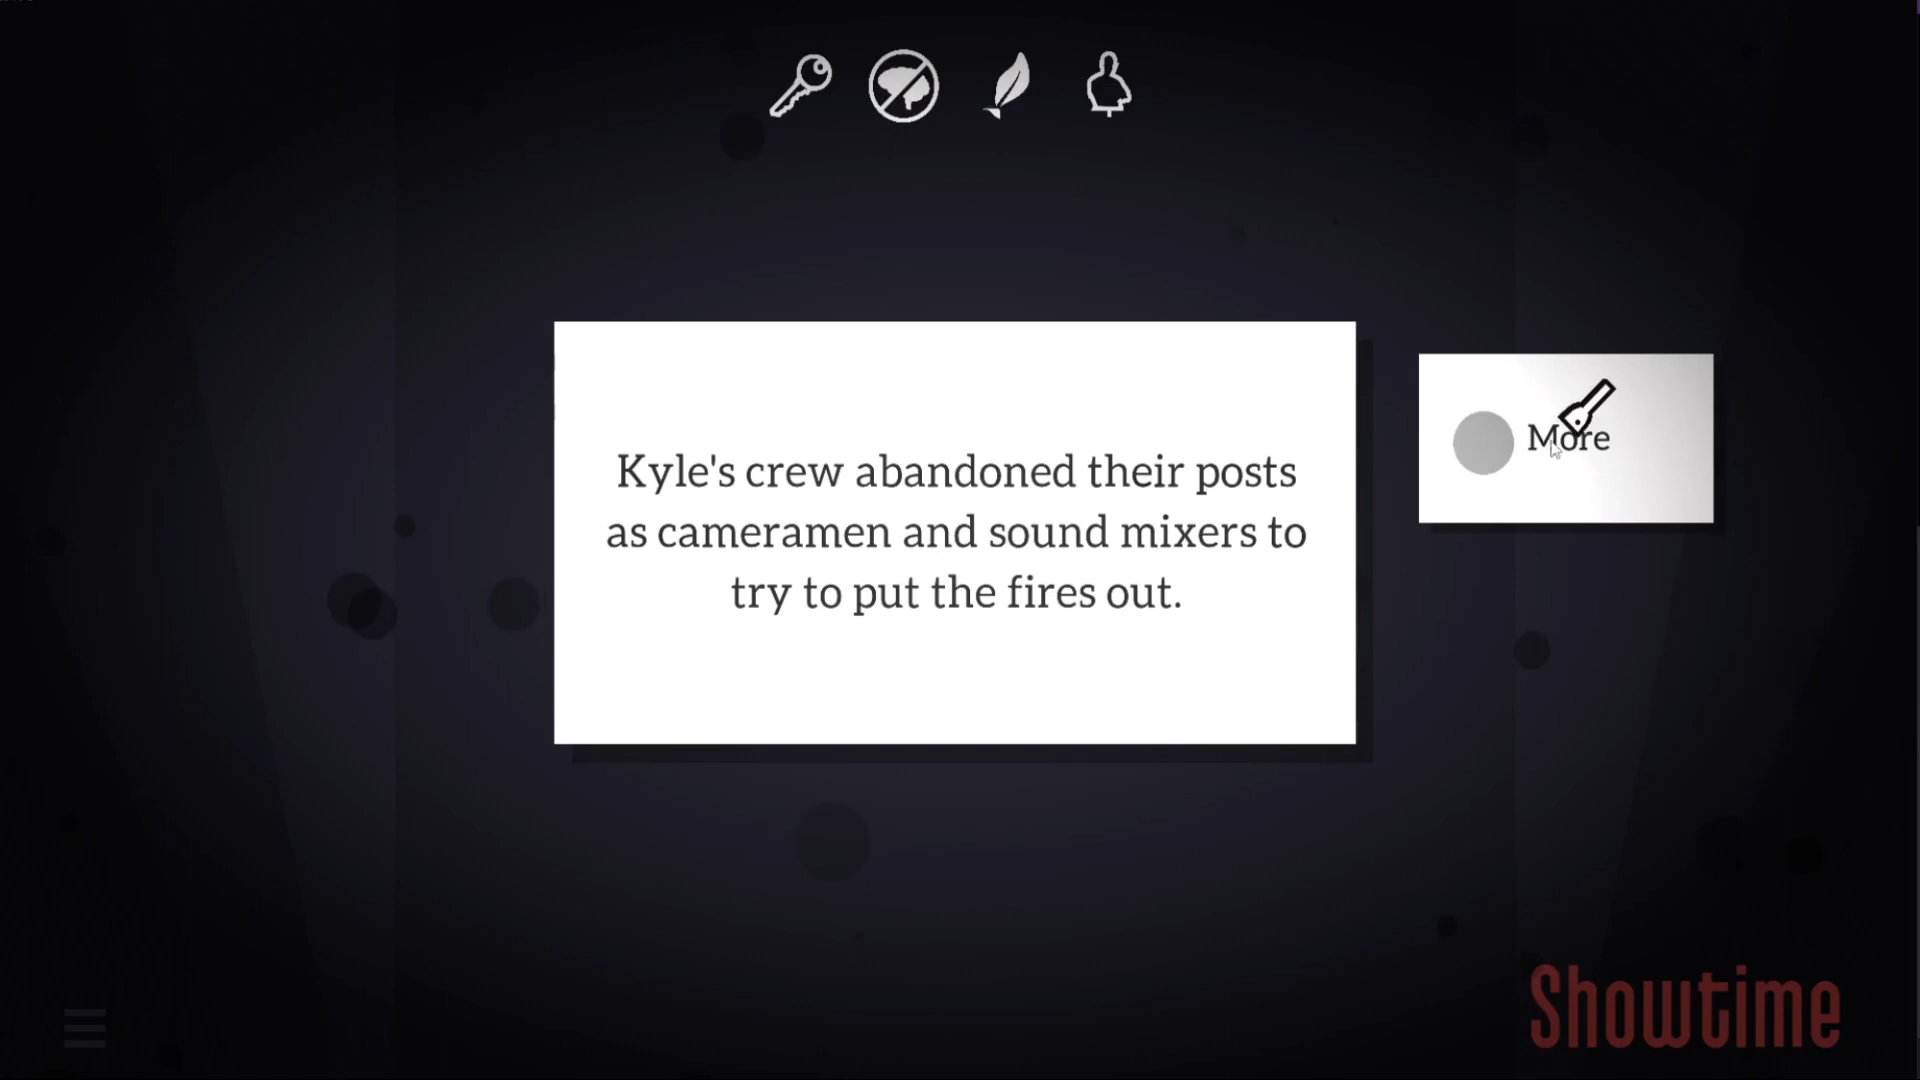 Kyle's crew abandoned their posts
as cameramen and sound mixers to
try to put the fires out.
More
Showtime